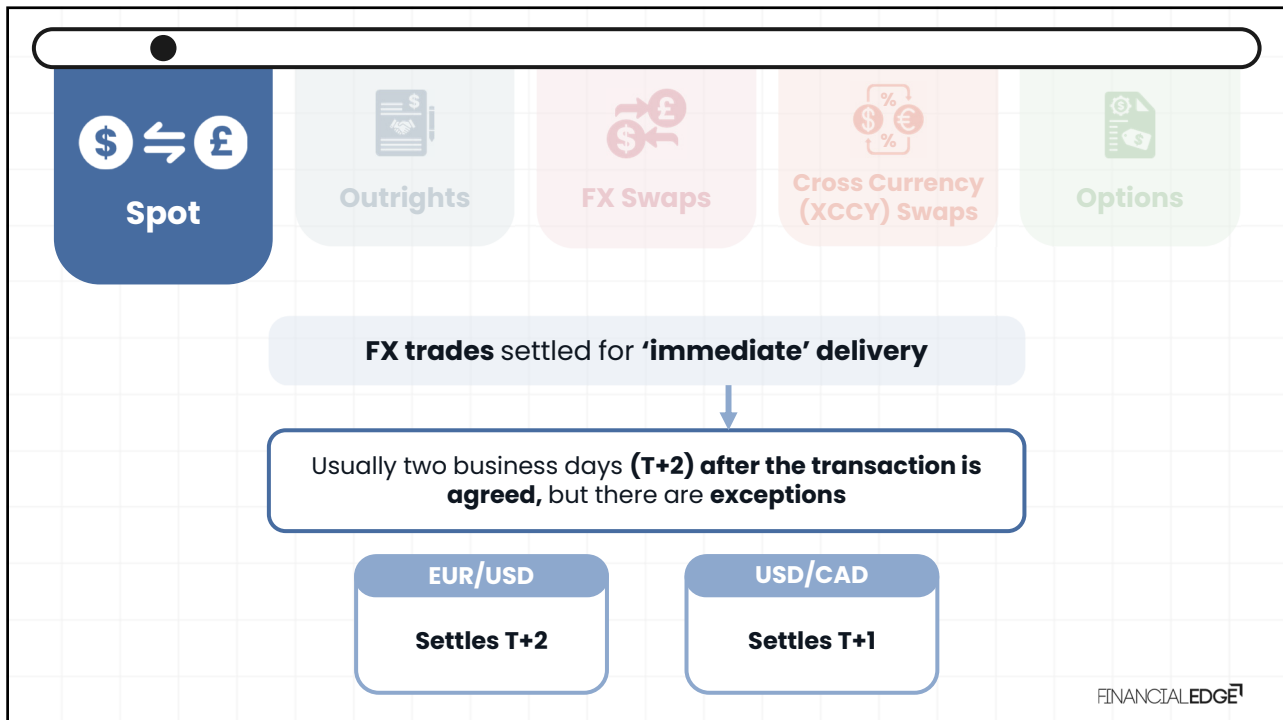 $ £
Spot
$
Outrights
£
$
FX Swaps
%
$ €
%
Cross Currency
(XCCY) Swaps
$
Options
FX trades settled for ‘immediate’ delivery
Usually two business days (T+2) after the transaction is
agreed, but there are exceptions
EUR/USD
Settles T+2
USD/CAD
Settles T+1
FINANCIALEDGE